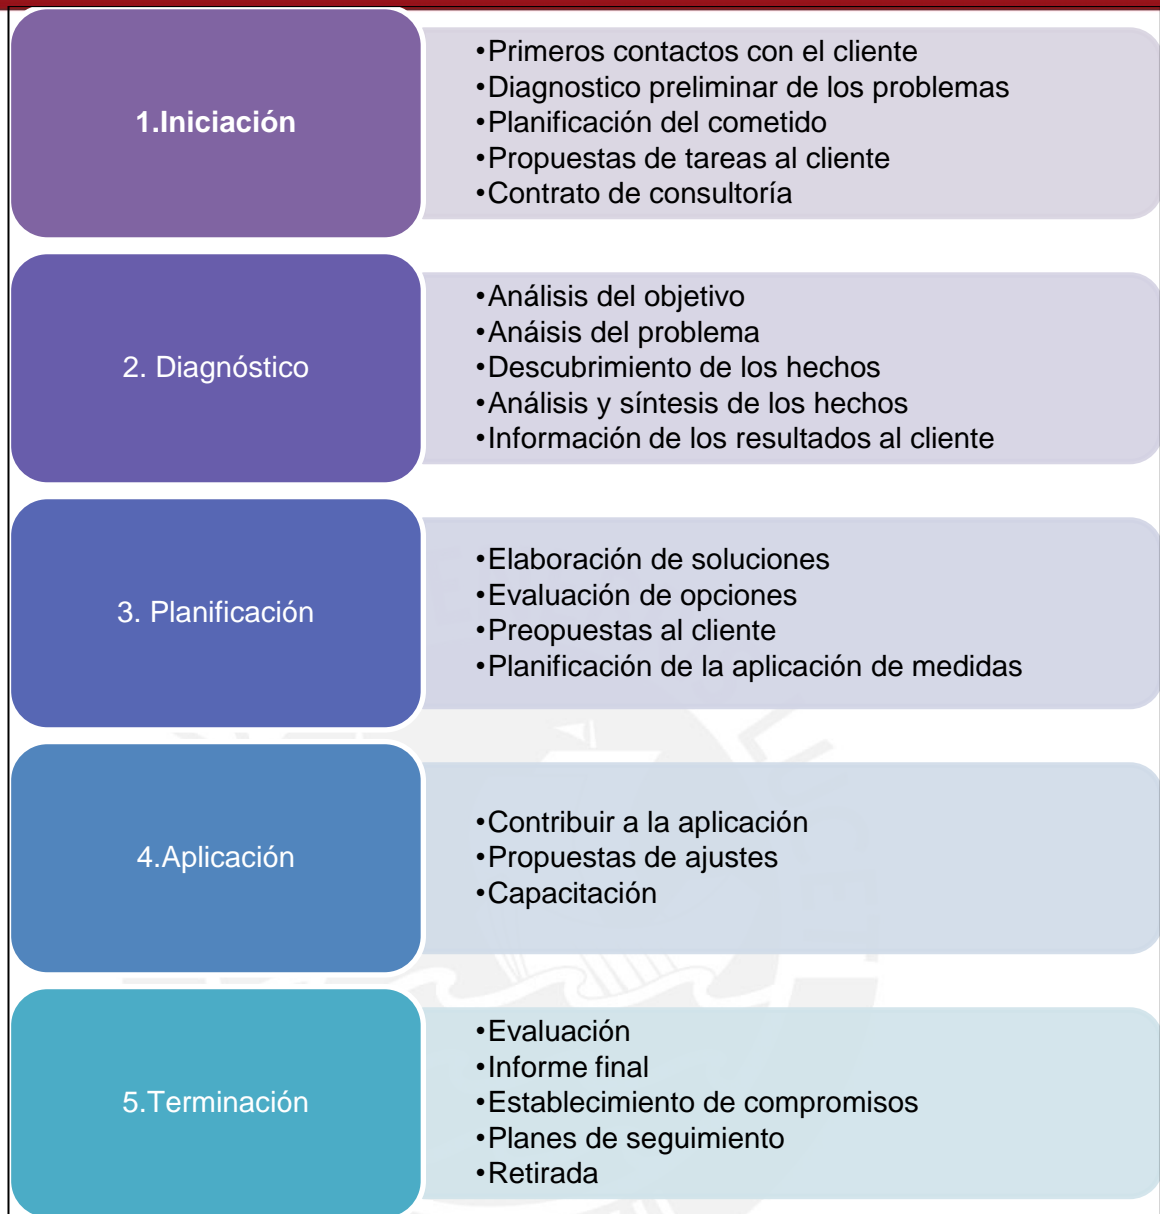 1.Iniciación
•Primeros contactos con el cliente
•Diagnostico preliminar de los problemas
•Planificación del cometido
•Propuestas de tareas al cliente
•Contrato de consultoría
2. Diagnóstico
•Análisis del objetivo
•Anáisis del problema
•Descubrimiento de los hechos
•Análisis y síntesis de los hechos
•Información de los resultados al cliente
3. Planificación
•Elaboración de soluciones
•Evaluación de opciones
•Preopuestas al cliente
•Planificación de la aplicación de medidas
4.Aplicación
•Contribuir a la aplicación
•Propuestas de ajustes
•Capacitación
5.Terminación
•Evaluación
•Informe final
•Establecimiento de compromisos
•Planes de seguimiento
•Retirada